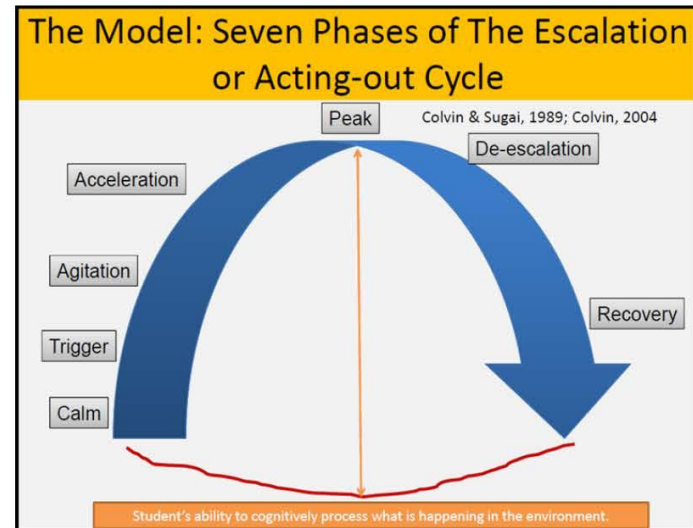 The Model: Seven Phases of The Escalation
or Acting-out Cycle
Peak
Colvin & Sugai, 1989; Colvin, 2004
De-escalation
Acceleration
Agitation
Recovery
Trigger
Calm
Student's ability to cognitively process what is happening in the environment.